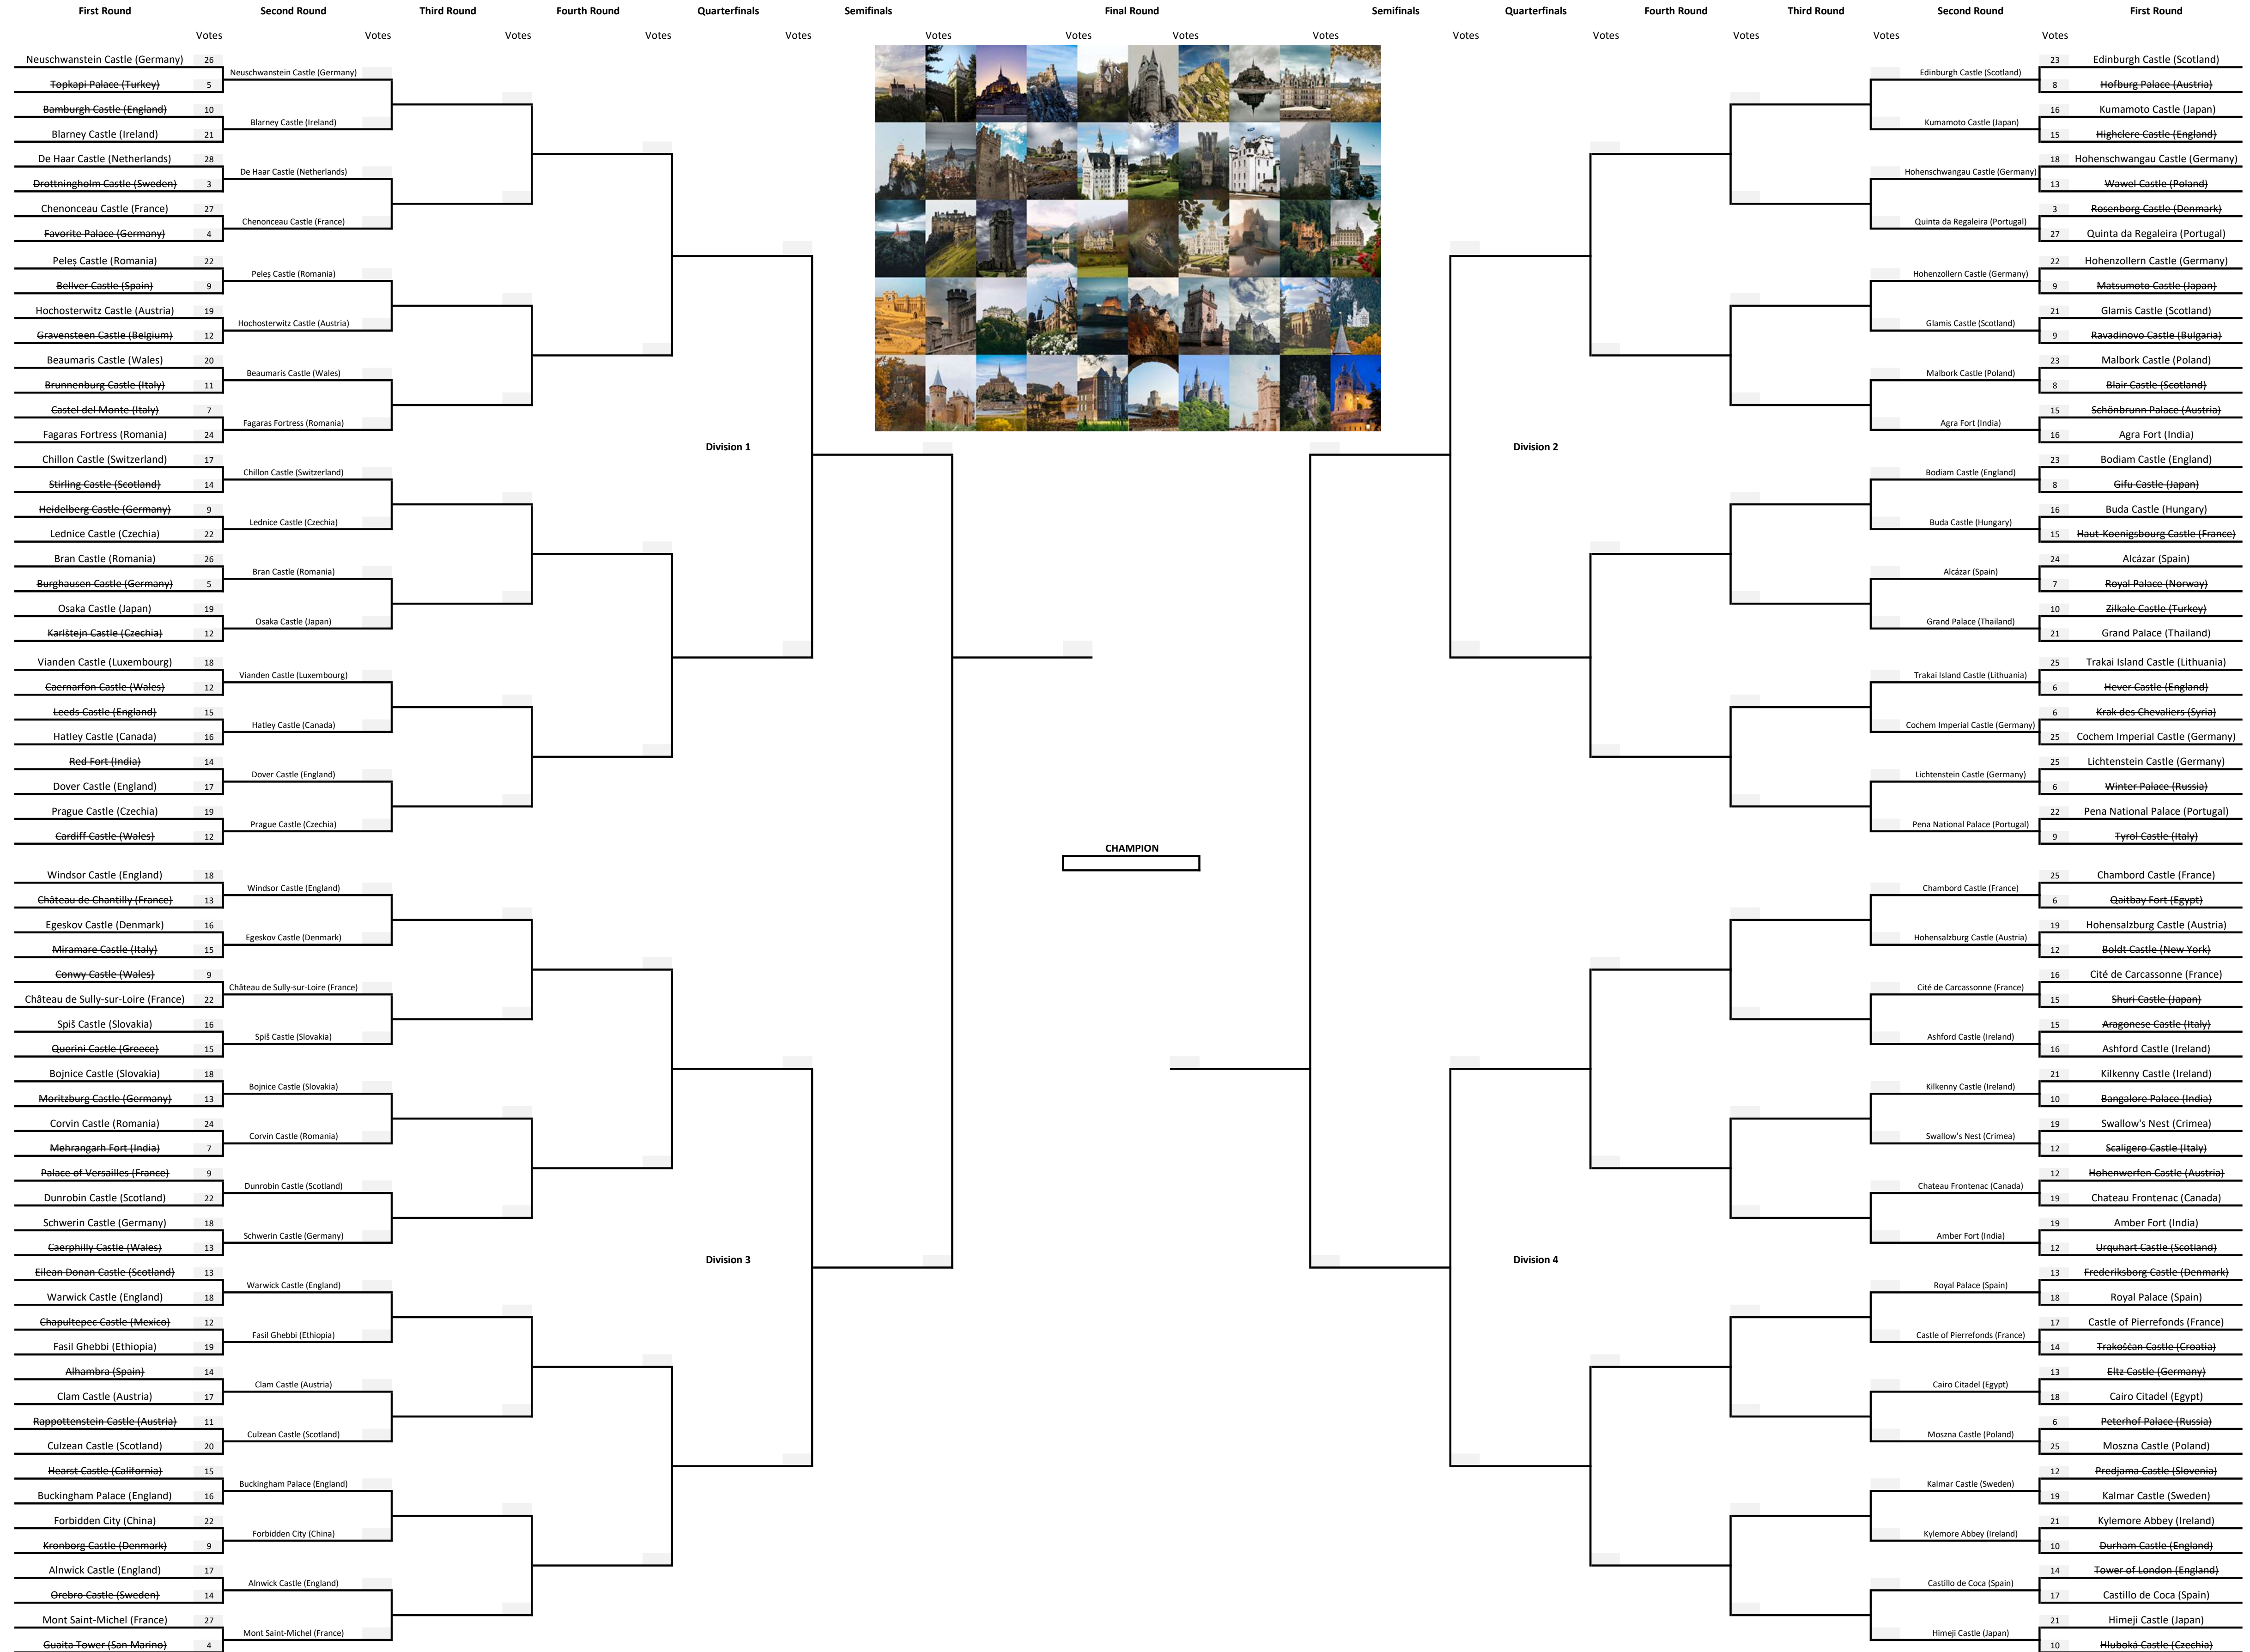 First Round Second Round Third Round Fourth Round Quarterfinals Semifinals Final Round Semifinals Quarterfinals Fourth Round Third Round Second Round First Round
Votes Votes Votes Votes Votes Votes Votes Votes Votes Votes Votes Votes Votes Votes
Neuschwanstein Castle (Germany) 26
Topkapi Palace (Turkey) 5
Bamburgh Castle (England) 10
Blarney Castle (Ireland) 21
De Haar Castle (Netherlands) 28
Drottningholm Castle (Sweden) 3
Chenonceau Castle (France) 27
Favorite Palace (Germany) 4
Peleș Castle (Romania) 22
Bellver Castle (Spain) 9
Hochosterwitz Castle (Austria) 19
Gravensteen Castle (Belgium) 12
Beaumaris Castle (Wales) 20
Brunnenburg Castle (Italy) 11
Castel del Monte (Italy) 7
Fagaras Fortress (Romania) 24
Chillon Castle (Switzerland) 17
Stirling Castle (Scotland) 14
Heidelberg Castle (Germany) 9
Lednice Castle (Czechia) 22
Bran Castle (Romania) 26
Burghausen Castle (Germany) 5
Osaka Castle (Japan) 19
Karlštejn Castle (Czechia) 12
Vianden Castle (Luxembourg) 18
Caernarfon Castle (Wales) 12
Leeds Castle (England) 15
Hatley Castle (Canada) 16
Red Fort (India) 14
Dover Castle (England) 17
Prague Castle (Czechia) 19
Cardiff Castle (Wales) 12
Neuschwanstein Castle (Germany)
Blarney Castle (Ireland)
De Haar Castle (Netherlands)
Chenonceau Castle (France)
Peleș Castle (Romania)
Hochosterwitz Castle (Austria)
Beaumaris Castle (Wales)
Fagaras Fortress (Romania)
Chillon Castle (Switzerland)
Lednice Castle (Czechia)
Bran Castle (Romania)
Osaka Castle (Japan)
Vianden Castle (Luxembourg)
Hatley Castle (Canada)
Dover Castle (England)
Prague Castle (Czechia)
Division 1
Division 2
Edinburgh Castle (Scotland)
Kumamoto Castle (Japan)
Hohenschwangau Castle (Germany)
Quinta da Regaleira (Portugal)
Hohenzollern Castle (Germany)
Glamis Castle (Scotland)
Malbork Castle (Poland)
Agra Fort (India)
Bodiam Castle (England)
Buda Castle (Hungary)
Alcázar (Spain)
Grand Palace (Thailand)
Trakai Island Castle (Lithuania)
Cochem Imperial Castle (Germany)
Lichtenstein Castle (Germany)
Pena National Palace (Portugal)
23 Edinburgh Castle (Scotland)
8 Hofburg Palace (Austria)
16 Kumamoto Castle (Japan)
15 Highclere Castle (England)
18 Hohenschwangau Castle (Germany)
13 Wawel Castle (Poland)
3 Rosenborg Castle (Denmark)
27 Quinta da Regaleira (Portugal)
22 Hohenzollern Castle (Germany)
9 Matsumoto Castle (Japan)
21 Glamis Castle (Scotland)
9 Ravadinovo Castle (Bulgaria)
23 Malbork Castle (Poland)
8 Blair Castle (Scotland)
15 Schönbrunn Palace (Austria)
16 Agra Fort (India)
23 Bodiam Castle (England)
8 Gifu Castle (Japan)
16 Buda Castle (Hungary)
15 Haut-Koenigsbourg Castle (France)
24 Alcázar (Spain)
7 Royal Palace (Norway)
10 Zilkale Castle (Turkey)
21 Grand Palace (Thailand)
25 Trakai Island Castle (Lithuania)
6 Hever Castle (England)
6 Krak des Chevaliers (Syria)
25 Cochem Imperial Castle (Germany)
25 Lichtenstein Castle (Germany)
6 Winter Palace (Russia)
22 Pena National Palace (Portugal)
9 Tyrol Castle (Italy)
CHAMPION
Windsor Castle (England) 18
Château de Chantilly (France) 13
Egeskov Castle (Denmark) 16
Miramare Castle (Italy) 15
Conwy Castle (Wales) 9
Château de Sully-sur-Loire (France) 22
Spiš Castle (Slovakia) 16
Querini Castle (Greece) 15
Bojnice Castle (Slovakia) 18
Moritzburg Castle (Germany) 13
Corvin Castle (Romania) 24
Mehrangarh Fort (India) 7
Palace of Versailles (France) 9
Dunrobin Castle (Scotland) 22
Schwerin Castle (Germany) 18
Caerphilly Castle (Wales) 13
Eilean Donan Castle (Scotland) 13
Warwick Castle (England) 18
Chapultepec Castle (Mexico) 12
Fasil Ghebbi (Ethiopia) 19
Alhambra (Spain) 14
Clam Castle (Austria) 17
Rappottenstein Castle (Austria) 11
Culzean Castle (Scotland) 20
Hearst Castle (California) 15
Buckingham Palace (England) 16
Forbidden City (China) 22
Kronborg Castle (Denmark) 9
Alnwick Castle (England) 17
Orebro Castle (Sweden) 14
Mont Saint-Michel (France) 27
Guaita Tower (San Marino) 4
Windsor Castle (England)
Egeskov Castle (Denmark)
Château de Sully-sur-Loire (France)
Spiš Castle (Slovakia)
Bojnice Castle (Slovakia)
Corvin Castle (Romania)
Dunrobin Castle (Scotland)
Schwerin Castle (Germany)
Warwick Castle (England)
Fasil Ghebbi (Ethiopia)
Clam Castle (Austria)
Culzean Castle (Scotland)
Buckingham Palace (England)
Forbidden City (China)
Alnwick Castle (England)
Mont Saint-Michel (France)
Division 3
Division 4
Chambord Castle (France)
Hohensalzburg Castle (Austria)
Cité de Carcassonne (France)
Ashford Castle (Ireland)
Kilkenny Castle (Ireland)
Swallow's Nest (Crimea)
Chateau Frontenac (Canada)
Amber Fort (India)
Royal Palace (Spain)
Castle of Pierrefonds (France)
Cairo Citadel (Egypt)
Moszna Castle (Poland)
Kalmar Castle (Sweden)
Kylemore Abbey (Ireland)
Castillo de Coca (Spain)
Himeji Castle (Japan)
25 Chambord Castle (France)
6 Qaitbay Fort (Egypt)
19 Hohensalzburg Castle (Austria)
12 Boldt Castle (New York)
16 Cité de Carcassonne (France)
15 Shuri Castle (Japan)
15 Aragonese Castle (Italy)
16 Ashford Castle (Ireland)
21 Kilkenny Castle (Ireland)
10 Bangalore Palace (India)
19 Swallow's Nest (Crimea)
12 Scaligero Castle (Italy)
12 Hohenwerfen Castle (Austria)
19 Chateau Frontenac (Canada)
19 Amber Fort (India)
12 Urquhart Castle (Scotland)
13 Frederiksborg Castle (Denmark)
18 Royal Palace (Spain)
17 Castle of Pierrefonds (France)
14 Trakošćan Castle (Croatia)
13 Eltz Castle (Germany)
18 Cairo Citadel (Egypt)
6 Peterhof Palace (Russia)
25 Moszna Castle (Poland)
12 Predjama Castle (Slovenia)
19 Kalmar Castle (Sweden)
21 Kylemore Abbey (Ireland)
10 Durham Castle (England)
14 Tower of London (England)
17 Castillo de Coca (Spain)
21 Himeji Castle (Japan)
10 Hluboká Castle (Czechia)